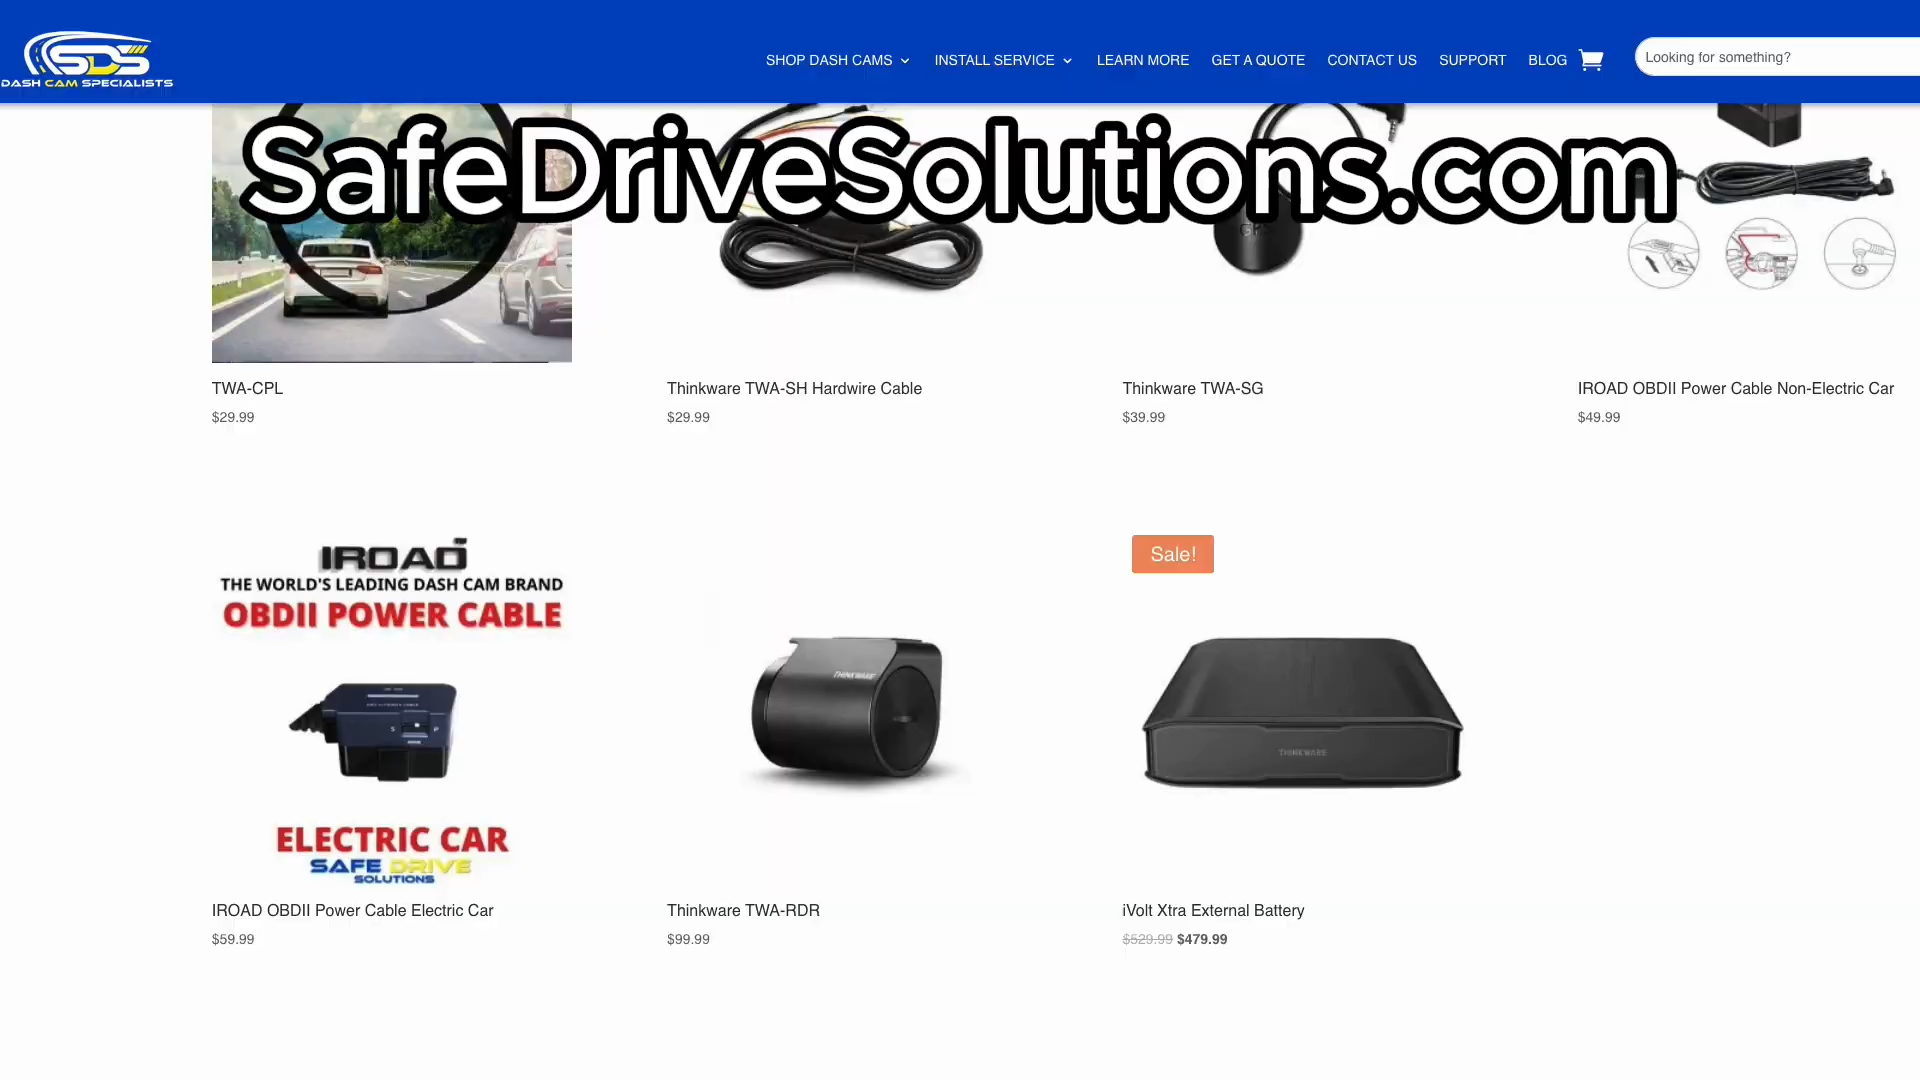 SDS
DASH CAM SPECIALISTS
SHOP DASH CAMS
INSTALL SERVICE
LEARN MORE
GET A QUOTE
CONTACT US
SUPPORT
BLOG
Looking for something?
SafeDriveSolutions.com
GPS
TWA-CPL
$29.99
Thinkware TWA-SH Hardwire Cable
$29.99
Thinkware TWA-SG
$39.99
IROAD OBDII Power Cable Non-Electric Car
$49.99
IROAD
THE WORLD'S LEADING DASH CAM BRAND
OBDII POWER CABLE
ELECTRIC CAR
SAFE DRIVE
SOLUTIONS
IROAD OBDII Power Cable Electric Car
$59.99
THINKWARE
Thinkware TWA-RDR
$99.99
Sale!
THINKWARE
iVolt Xtra External Battery
$529.99 $479.99